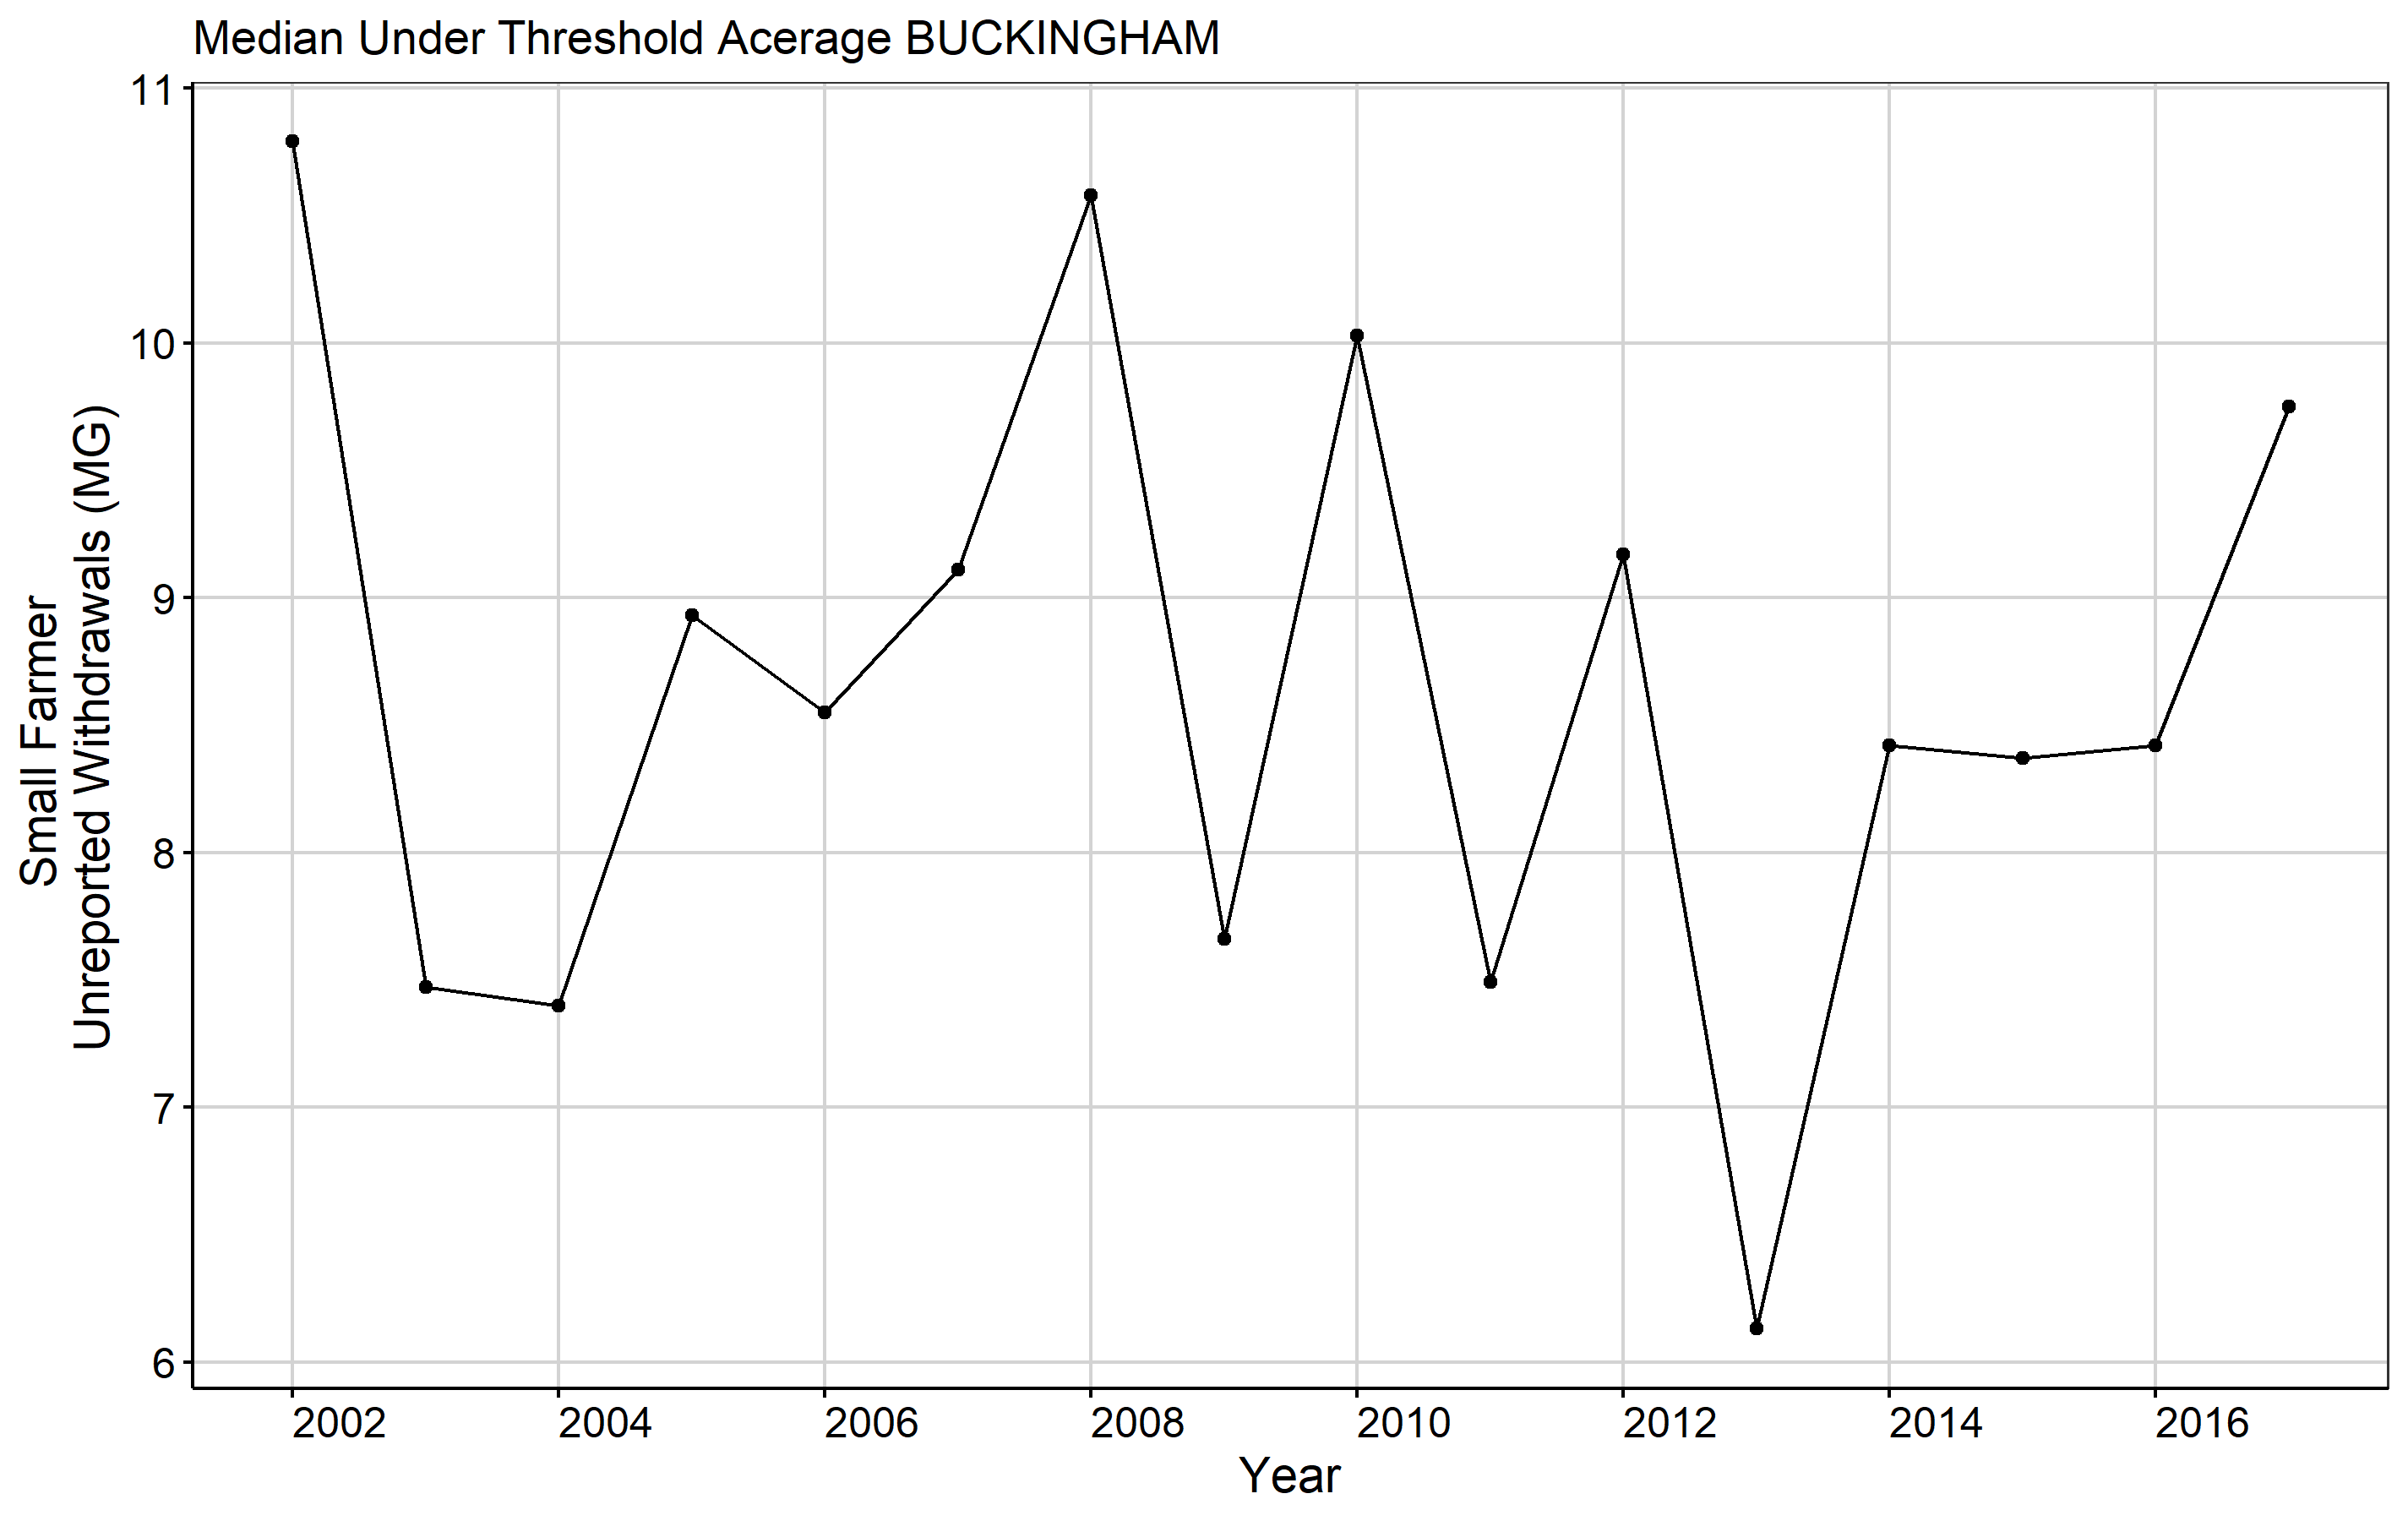 Median Under Threshold Acerage BUCKINGHAM
Small Farmer
Unreported Withdrawals (MG)
11
10
9
8
7
6
2002 2004 2006 2008 2010 2012 2014 2016
Year